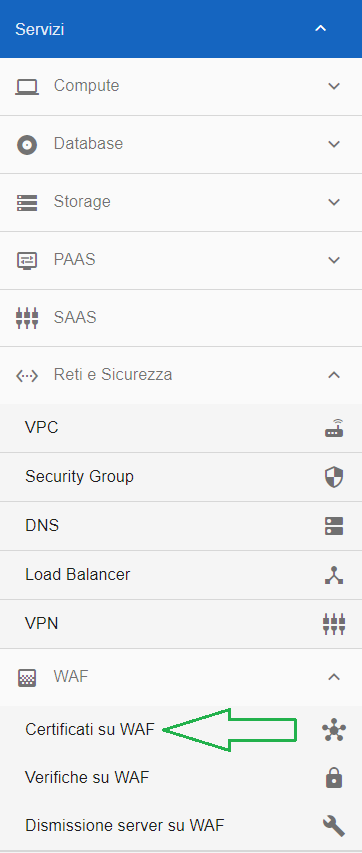 Servizi
Compute
Database
Storage
PAAS
SAAS
Reti e Sicurezza
VPC
Security Group
DNS
Load Balancer
VPN
WAF
Certificati su WAF
Verifiche su WAF
Dismissione server su WAF